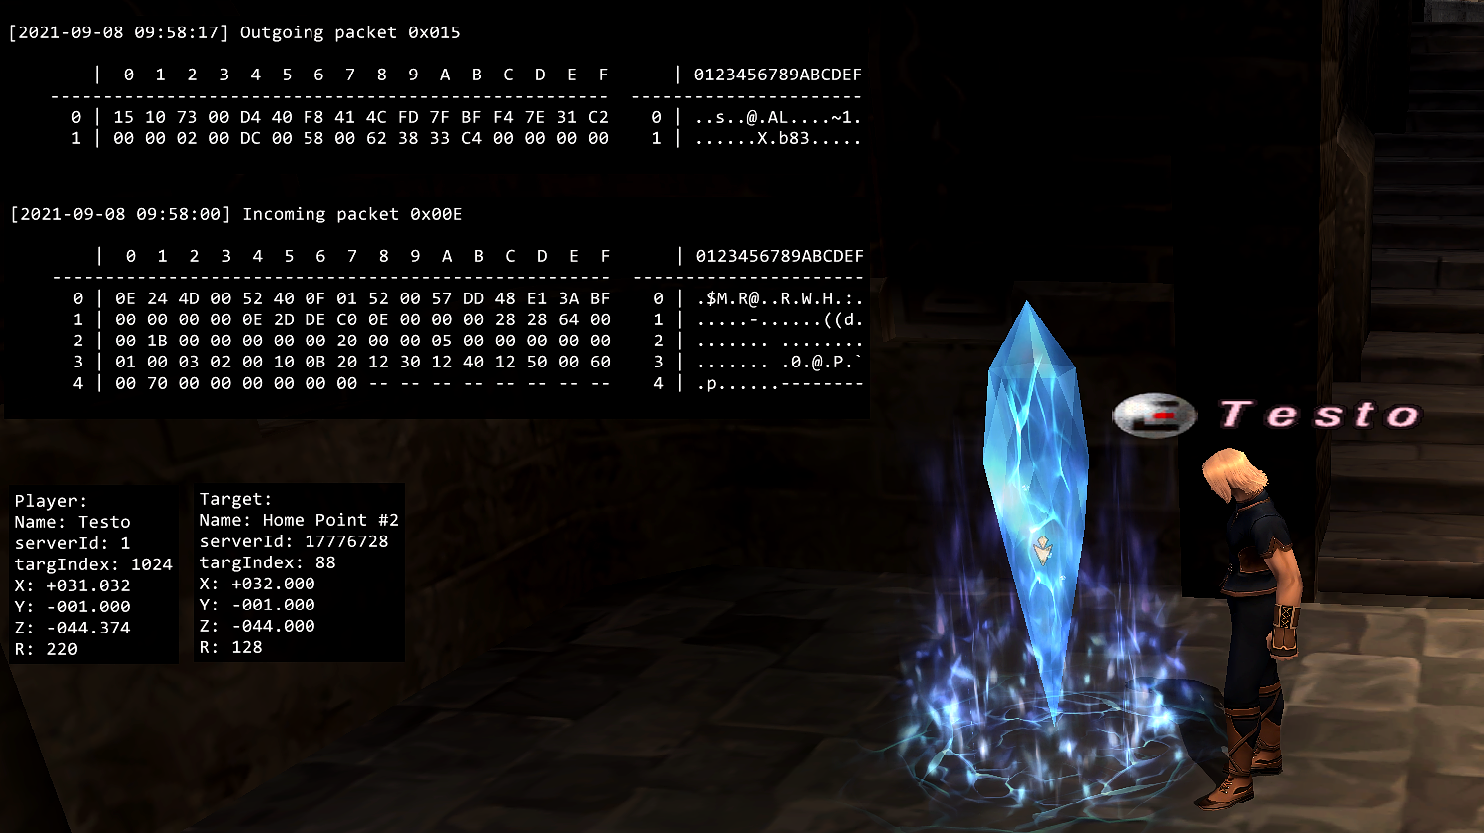 [2021-09-08 09:58:17] Outgoing packet 0x015
| 0 1 2 3 4 5 6 7 8 9 A B C D E F | 0123456789ABCDEF
----------------------------------------------------- ----------------------
0 | 15 10 73 00 D4 40 F8 41 4C FD 7F BF F4 7E 31 C2 0 | ..s..@.AL....~1.
1 | 00 00 02 00 DC 00 58 00 62 38 33 C4 00 00 00 00 1 | ......X.b83.....
[2021-09-08 09:58:00] Incoming packet 0x00E
| 0 1 2 3 4 5 6 7 8 9 A B C D E F | 0123456789ABCDEF
----------------------------------------------------- ----------------------
0 | 0E 24 4D 00 52 40 0F 01 52 00 57 DD 48 E1 3A BF 0 | .$M.R@..R.W.H.:.
1 | 00 00 00 00 0E 2D DE C0 0E 00 00 00 28 28 64 00 1 | .....-......((d.
2 | 00 1B 00 00 00 00 00 20 00 00 05 00 00 00 00 00 2 | ....... ........
3 | 01 00 03 02 00 10 0B 20 12 30 12 40 12 50 00 60 3 | ....... .0.@.P.`
4 | 00 70 00 00 00 00 00 00 -- -- -- -- -- -- -- -- 4 | .p......--------
Player:
Name: Testo
serverId: 1
targIndex: 1024
X: +031.032
Y: -001.000
Z: -044.374
R: 220
Target:
Name: Home Point #2
serverId: 17776728
targIndex: 88
X: +032.000
Y: -001.000
Z: -044.000
R: 128
Testo